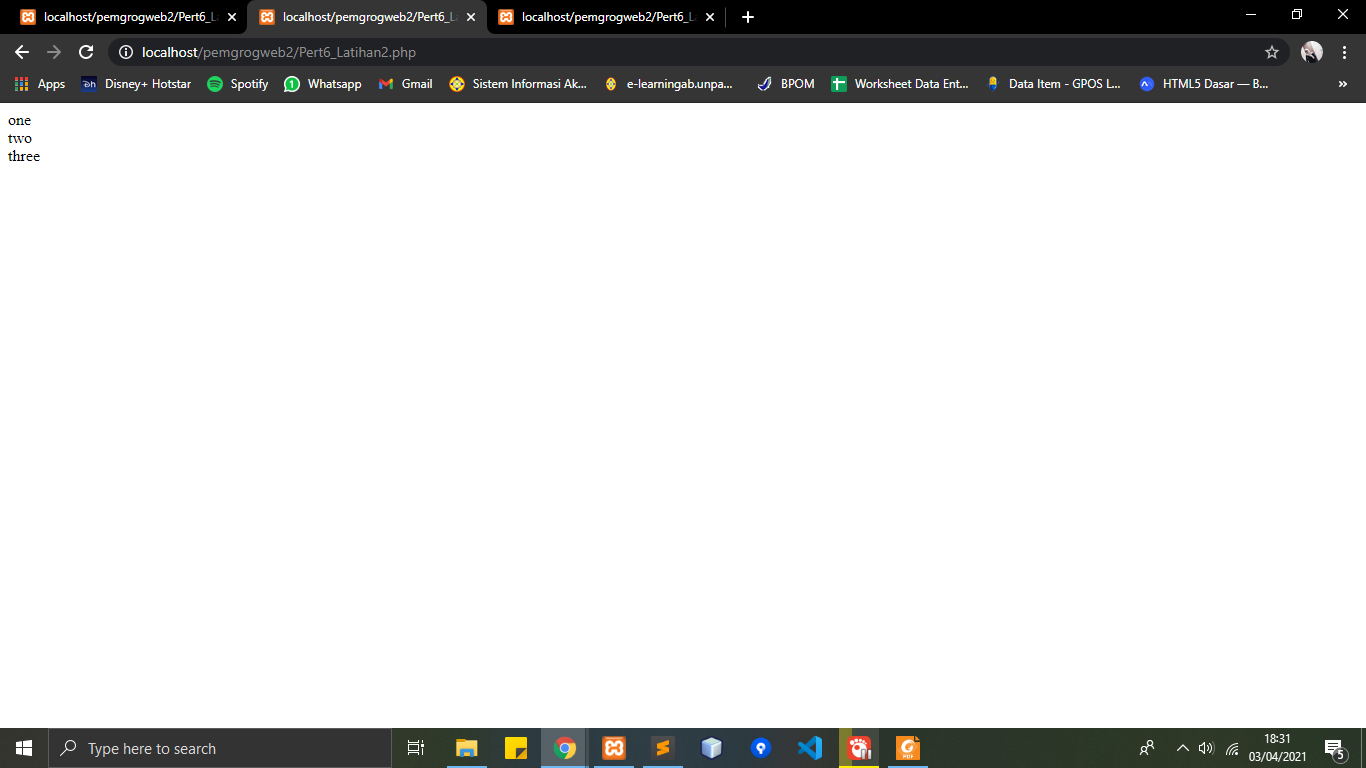 localhost/pemgrogweb2/Pert6_L
localhost/pemgrogweb2/Pert6_L
localhost/pemgrogweb2/Pert6_L
localhost/pemgrogweb2/Pert6_Latihan2.php
Apps
Disney+ Hotstar
Spotify
Whatsapp
Gmail
Sistem Informasi Ak...
e-learningab.unpa...
BPOM
Worksheet Data Ent...
Data Item - GPOS L...
HTML5 Dasar — B...
one
two
three
Type here to search
18:31
03/04/2021
5